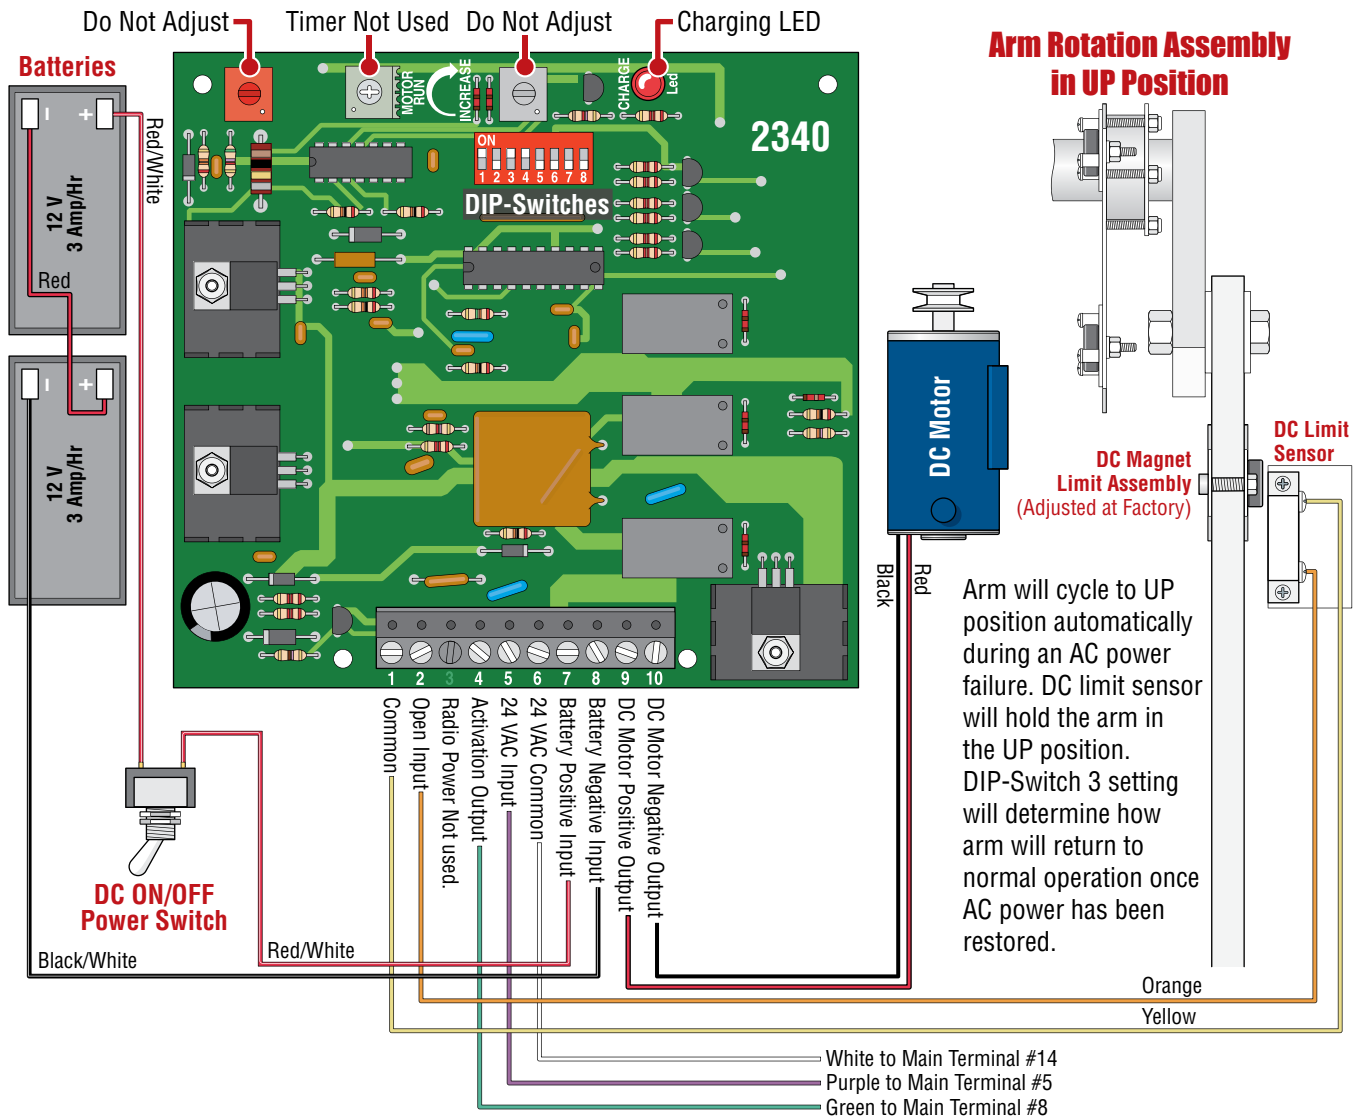 Do Not Adjust
Timer Not Used
Do Not Adjust
Charging LED
Arm Rotation Assembly
in UP Position
Batteries
MOTOR
RUN
INCREASE
CHARGE
Led
2340
ON
1 2 3 4 5 6 7 8
DIP-Switches
Red/White
– +
12 V
3 Amp/Hr
Red
– +
12 V
3 Amp/Hr
DC Motor
Black
Red
DC Magnet
Limit Assembly
(Adjusted at Factory)
DC Limit
Sensor
Arm will cycle to UP
position automatically
during an AC power
failure. DC limit sensor
will hold the arm in
the UP position.
DIP-Switch 3 setting
will determine how
arm will return to
normal operation once
AC power has been
restored.
1 2 3 4 5 6 7 8 9 10
Common
Open Input
Radio Power Not used.
Activation Output
24 VAC Input
24 VAC Common
Battery Positive Input
Battery Negative Input
DC Motor Positive Output
DC Motor Negative Output
DC ON/OFF
Power Switch
Black/White
Red/White
Orange
Yellow
White to Main Terminal #14
Purple to Main Terminal #5
Green to Main Terminal #8